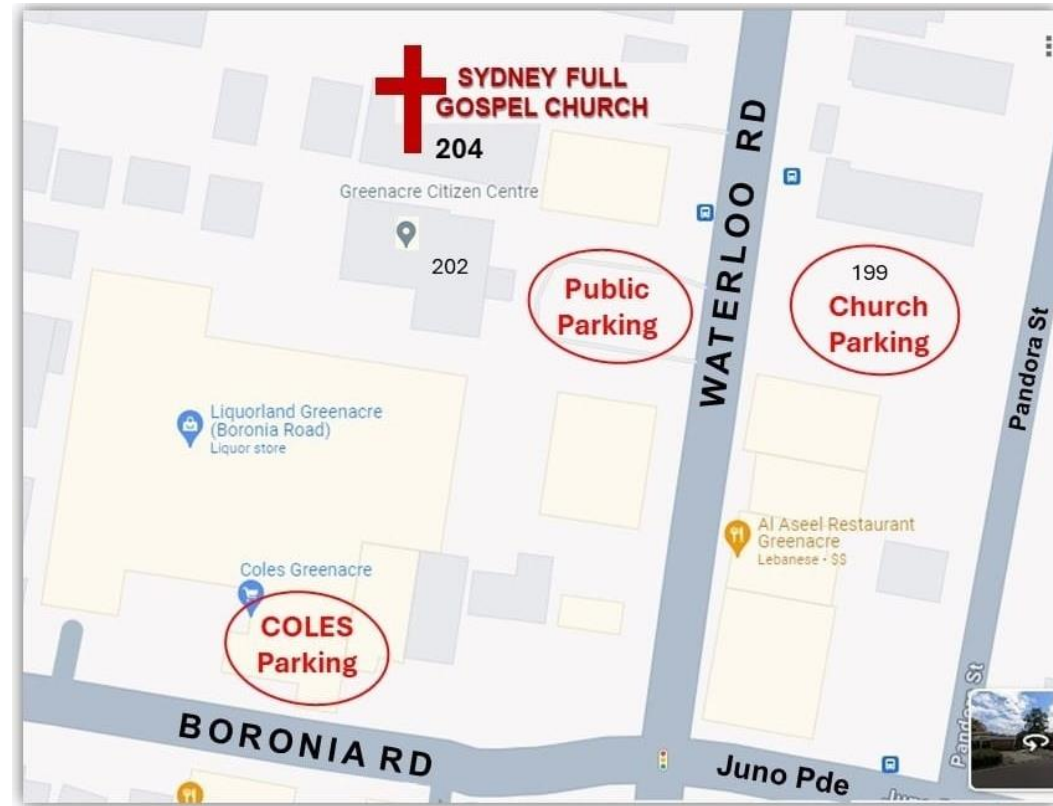 SYDNEY FULL
GOSPEL CHURCH
204
Greenacre Citizen Centre
202
WATERLOO RD
Public
Parking
199
Church
Parking
Pandora St
Liquorland Greenacre
(Boronia Road)
Liquor store
Al Aseel Restaurant
Greenacre
Lebanese · $$
Coles Greenacre
COLES
Parking
Pandora St
BORONIA RD
Juno Pde